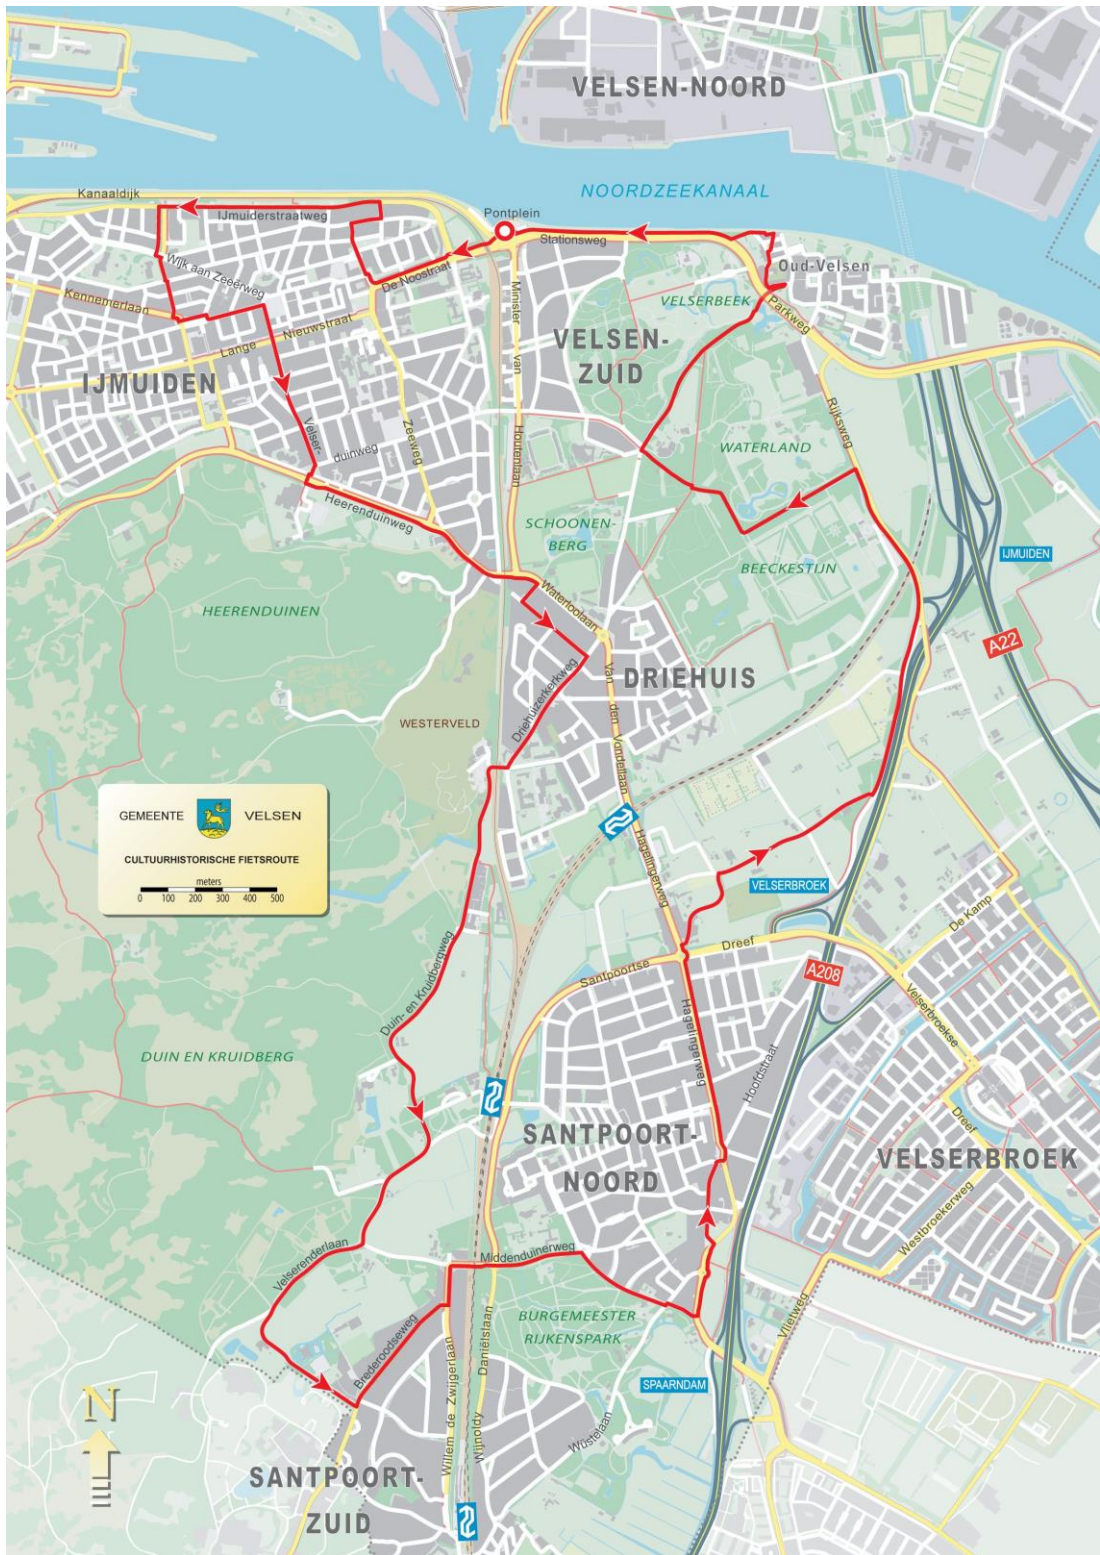 VELSEN-NOORD
NOORDZEEKANAAL
Kanaaldijk
IJmuiderstraatweg
Pontplein
Stationsweg
Oud-Velsen
Wijk aan Zeeërweg
De Noostraat
Kennemerlaan
VELSERBEEK
Parkweg
Minister van Houtenlaan
Lange Nieuwstraat
VELSEN-
ZUID
IJMUIDEN
Rijksweg
Velser-
duinweg
Zeeweg
WATERLAND
Heerenduinweg
SCHOONEN-
BERG
IJMUIDEN
BEECKESTIJN
HEERENDUINEN
Waterloolaan
A22
DRIEHUIS
Driehuizerkerkweg
Van den Vondellaan
WESTERVELD
GEMEENTE VELSEN
CULTUURHISTORISCHE FIETSROUTE
meters
0 100 200 300 400 500
Hagelingerweg
VELSERBROEK
De Kamp
Duin- en Kruidbergweg
Santpoortse Dreef
A208
Velserbroekse Dreef
Hagelingerweg
DUIN EN KRUIDBERG
Hoofdstraat
SANTPOORT-
NOORD
VELSERBROEK
Westbroekerweg
Velserenderlaan
Middenduinerweg
Vlietweg
BURGEMEESTER
RIJKENSPARK
Brederoodseweg
Willem de Zwijgerlaan
Wijnoldy Daniëlslaan
SPAARNDAM
N
Wüstelaan
SANTPOORT-
ZUID